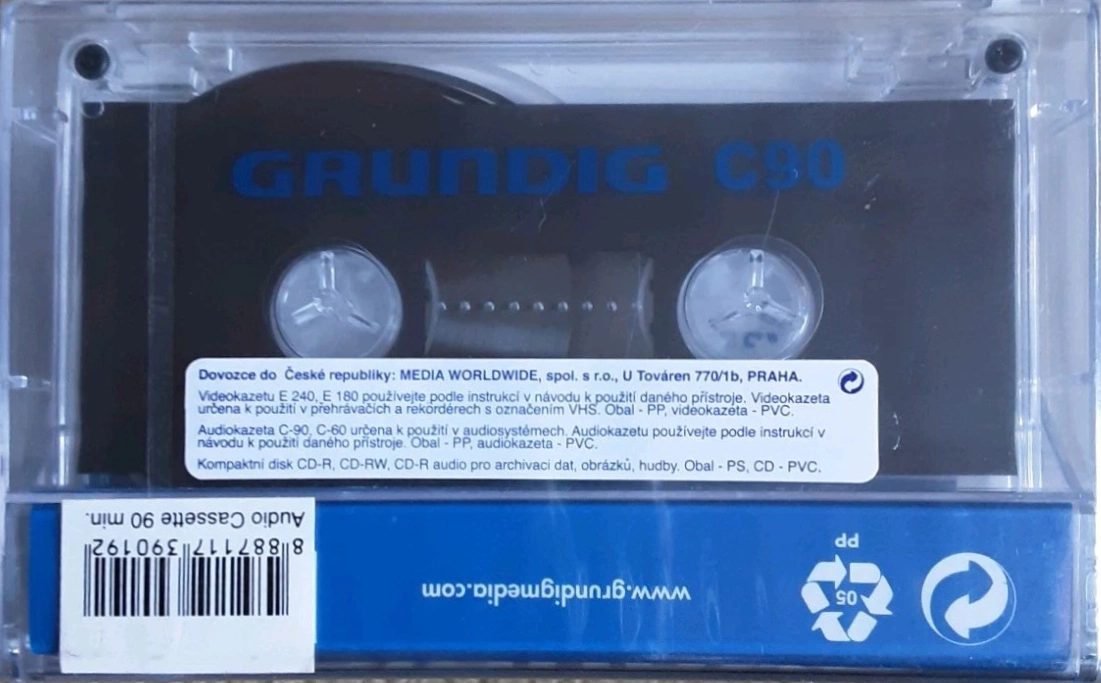 GRUNDIG C90
Dovozce do České republiky: MEDIA WORLDWIDE, spol. s r.o., U Továren 770/1b, PRAHA.
Videokazetu E 240, E 180 používejte podle instrukcí v návodu k použití daného přístroje. Videokazeta
určena k použití v přehrávačích a rekordérech s označením VHS. Obal - PP, videokazeta - PVC.
Audiokazeta C-90, C-60 určena k použití v audiosystémech. Audiokazetu používejte podle instrukcí v
návodu k použití daného přístroje. Obal - PP, audiokazeta - PVC.
Kompaktní disk CD-R, CD-RW, CD-R audio pro archivaci dat, obrázků, hudby. Obal - PS, CD - PVC.
Audio Cassette 90 min.
8 887117 390192
www.grundigmedia.com
05
PP